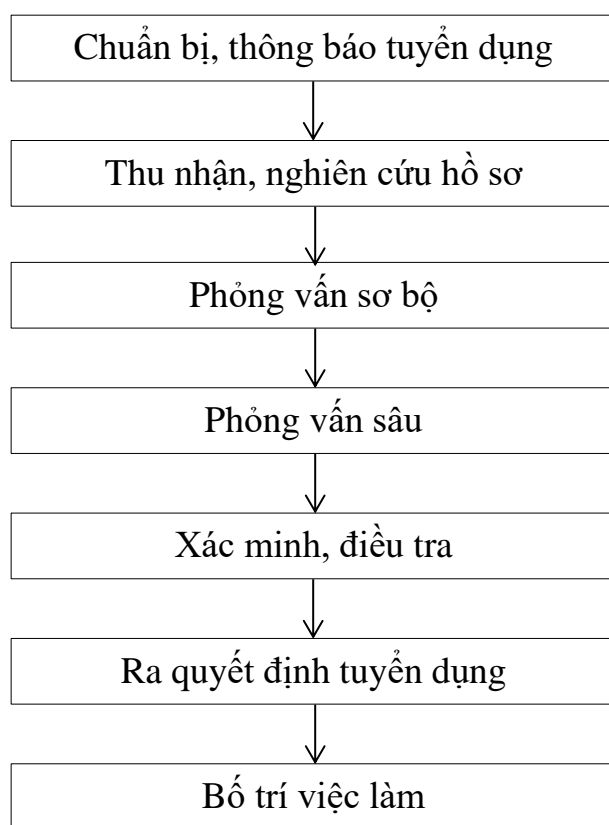 Chuẩn bị, thông báo tuyển dụng
Thu nhận, nghiên cứu hồ sơ
Phỏng vấn sơ bộ
Phỏng vấn sâu
Xác minh, điều tra
Ra quyết định tuyển dụng
Bố trí việc làm